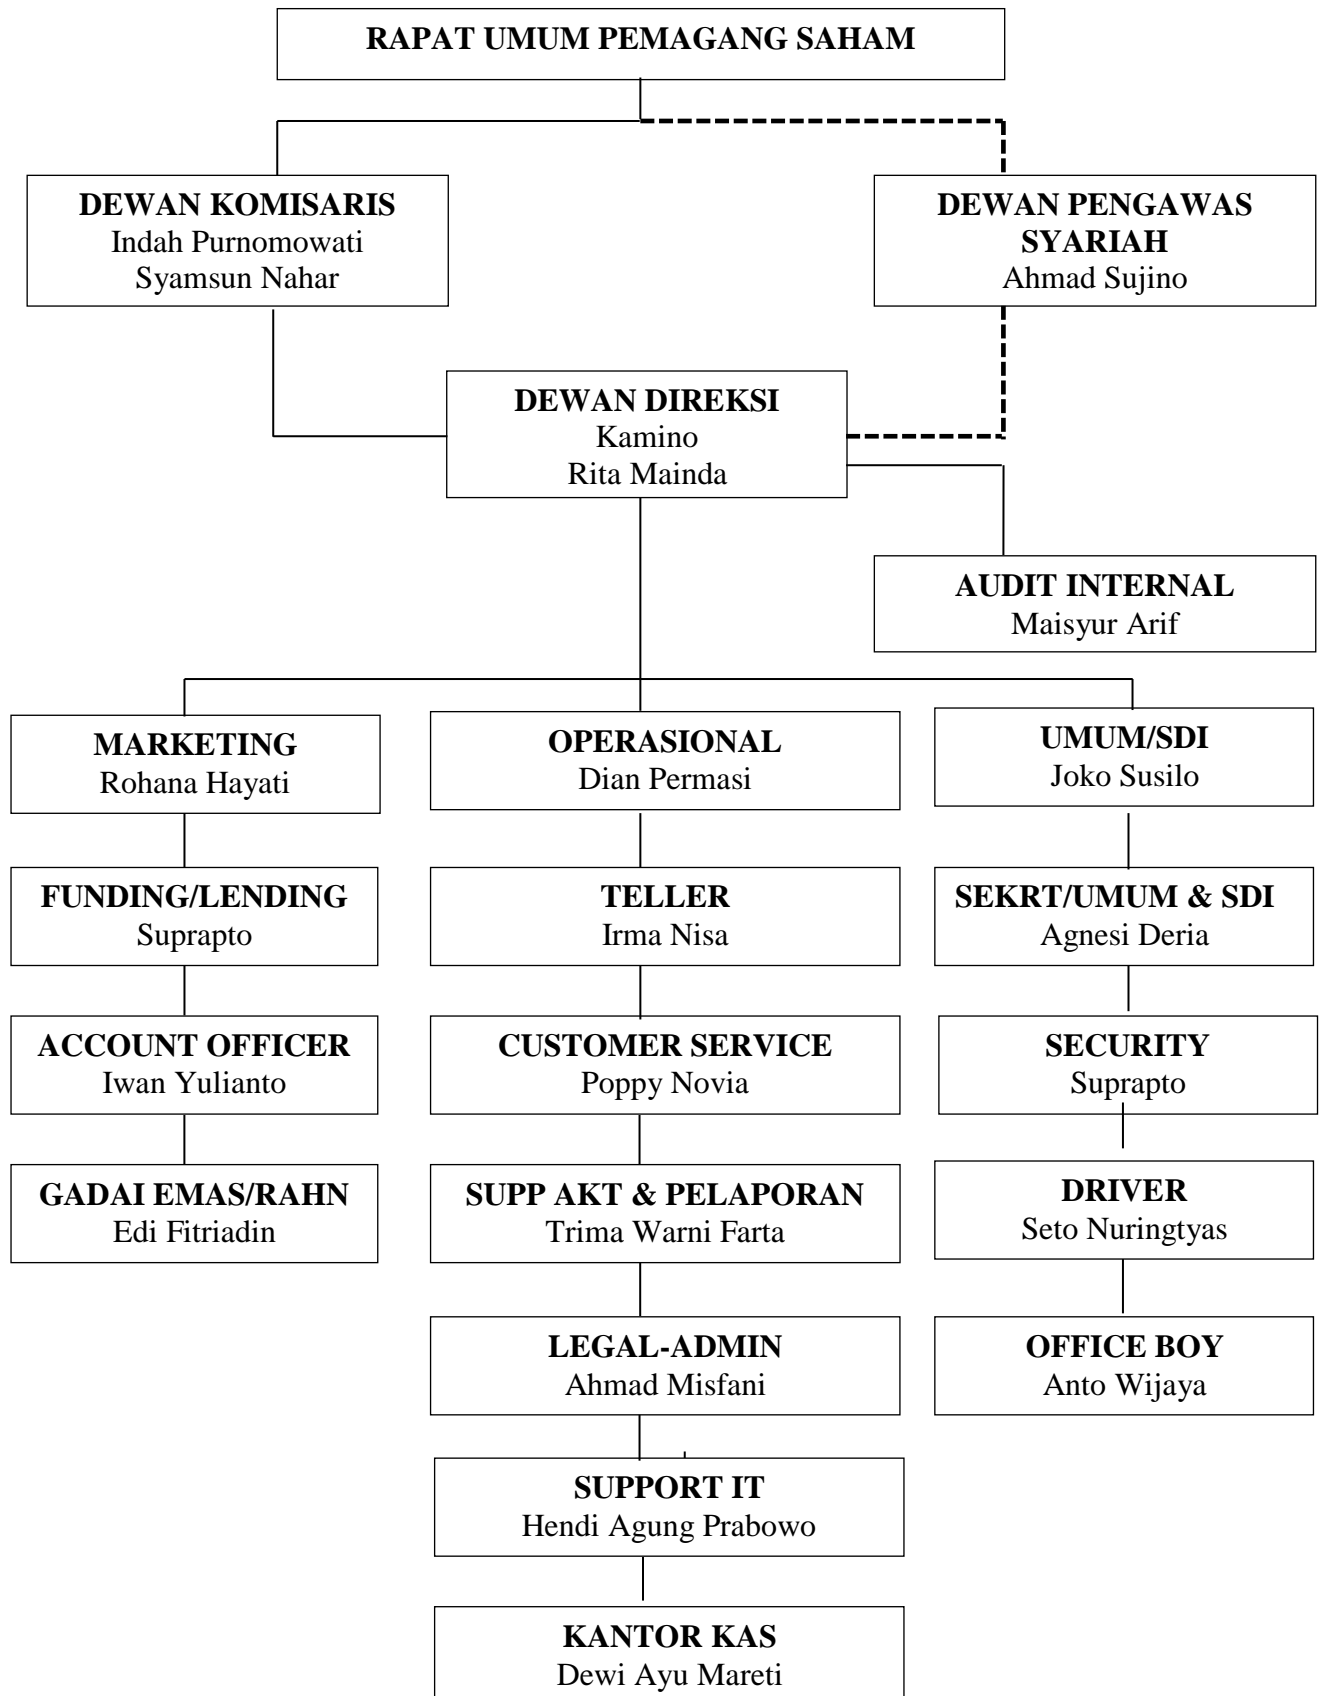 RAPAT UMUM PEMAGANG SAHAM
DEWAN KOMISARIS
Indah Purnomowati
Syamsun Nahar
DEWAN PENGAWAS
SYARIAH
Ahmad Sujino
DEWAN DIREKSI
Kamino
Rita Mainda
AUDIT INTERNAL
Maisyur Arif
MARKETING
Rohana Hayati
OPERASIONAL
Dian Permasi
UMUM/SDI
Joko Susilo
FUNDING/LENDING
Suprapto
TELLER
Irma Nisa
SEKRT/UMUM & SDI
Agnesi Deria
ACCOUNT OFFICER
Iwan Yulianto
CUSTOMER SERVICE
Poppy Novia
SECURITY
Suprapto
GADAI EMAS/RAHN
Edi Fitriadin
SUPP AKT & PELAPORAN
Trima Warni Farta
DRIVER
Seto Nuringtyas
LEGAL-ADMIN
Ahmad Misfani
OFFICE BOY
Anto Wijaya
SUPPORT IT
Hendi Agung Prabowo
KANTOR KAS
Dewi Ayu Mareti